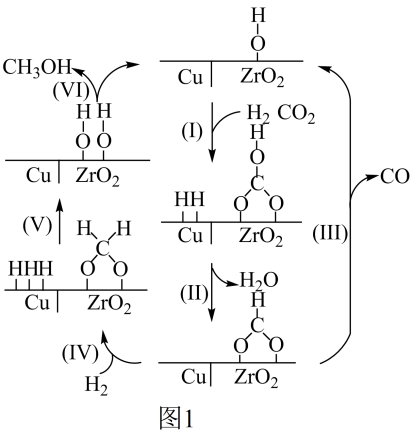 H
O
Cu ZrO₂
(I) H₂ CO₂
H
O
C
HH O O
Cu ZrO₂
(II) H₂O
H
C
O O
Cu ZrO₂
(III) CO
(IV) H₂
H H
C
HHH O O
Cu ZrO₂
(V)
H H
O O
Cu ZrO₂
(VI) CH₃OH
图1